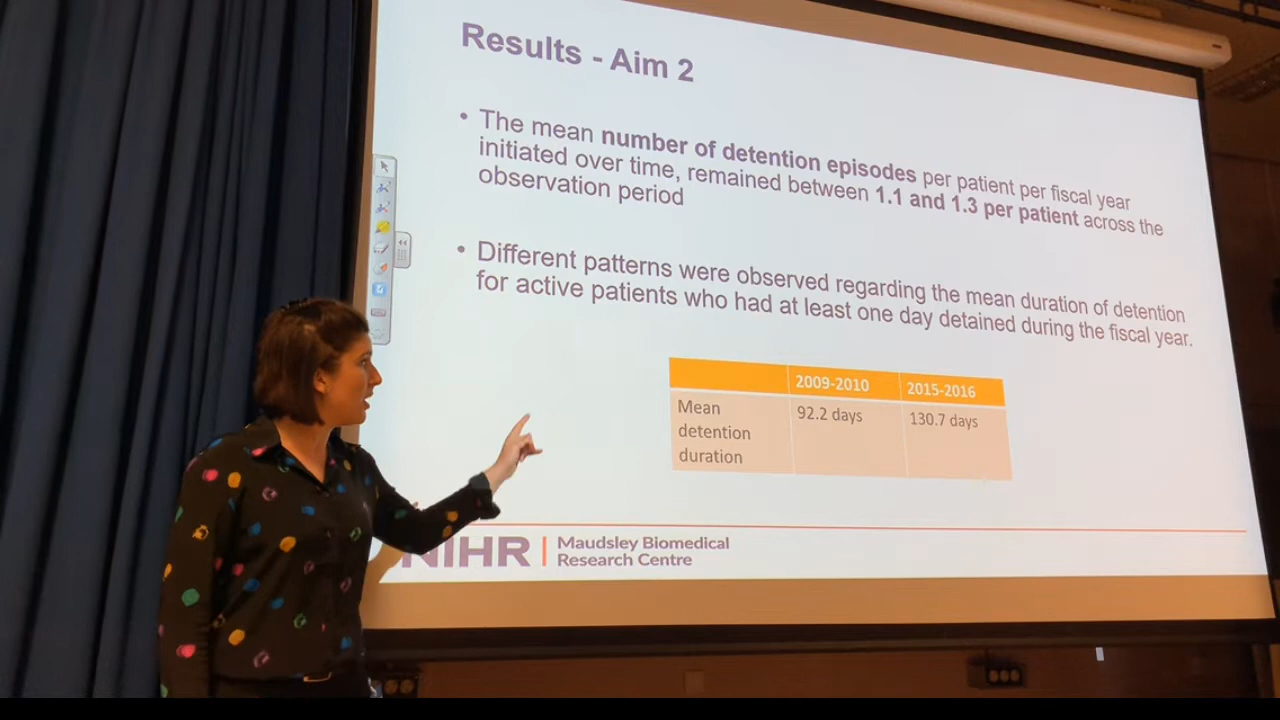 Results - Aim 2
• The mean number of detention episodes per patient per fiscal year
initiated over time, remained between 1.1 and 1.3 per patient across the
observation period
• Different patterns were observed regarding the mean duration of detention
for active patients who had at least one day detained during the fiscal year.
2009-2010 2015-2016
Mean detention duration 92.2 days 130.7 days
NIHR | Maudsley Biomedical
Research Centre